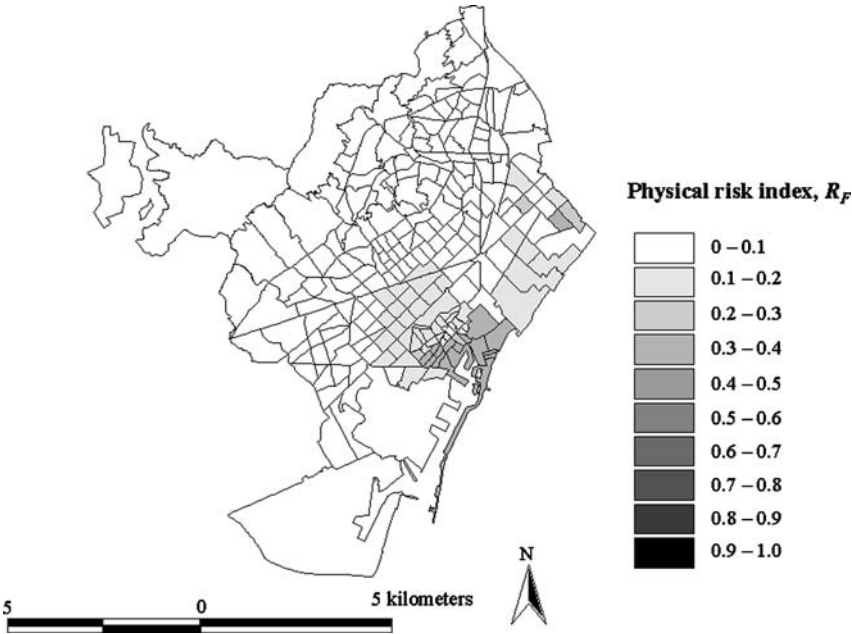 Physical risk index, R_F
0 – 0.1
0.1 – 0.2
0.2 – 0.3
0.3 – 0.4
0.4 – 0.5
0.5 – 0.6
0.6 – 0.7
0.7 – 0.8
0.8 – 0.9
0.9 – 1.0
N
5 0 5 kilometers